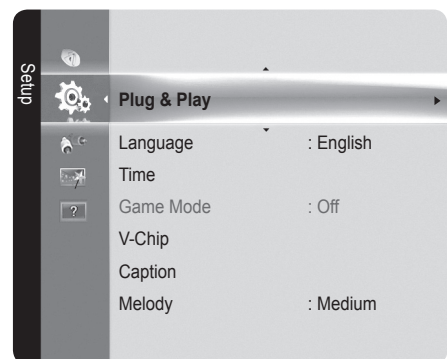 Setup
Plug & Play
Language : English
Time
Game Mode : Off
V-Chip
Caption
Melody : Medium
?